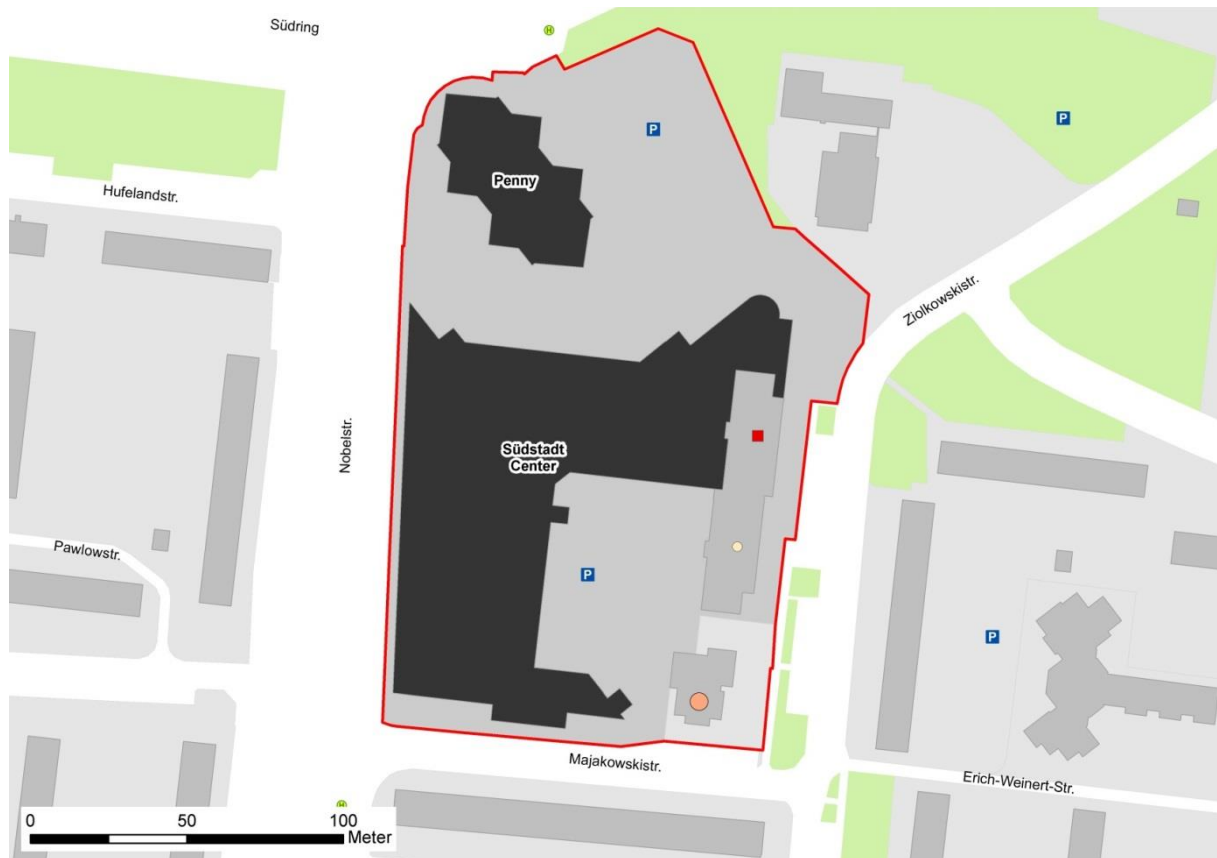 Südring
H
P
P
Hufelandstr.
Penny
Ziolkowskistr.
Nobelstr.
Südstadt
Center
Pawlowstr.
P
P
Majakowskistr.
Erich-Weinert-Str.
H
0 50 100
Meter